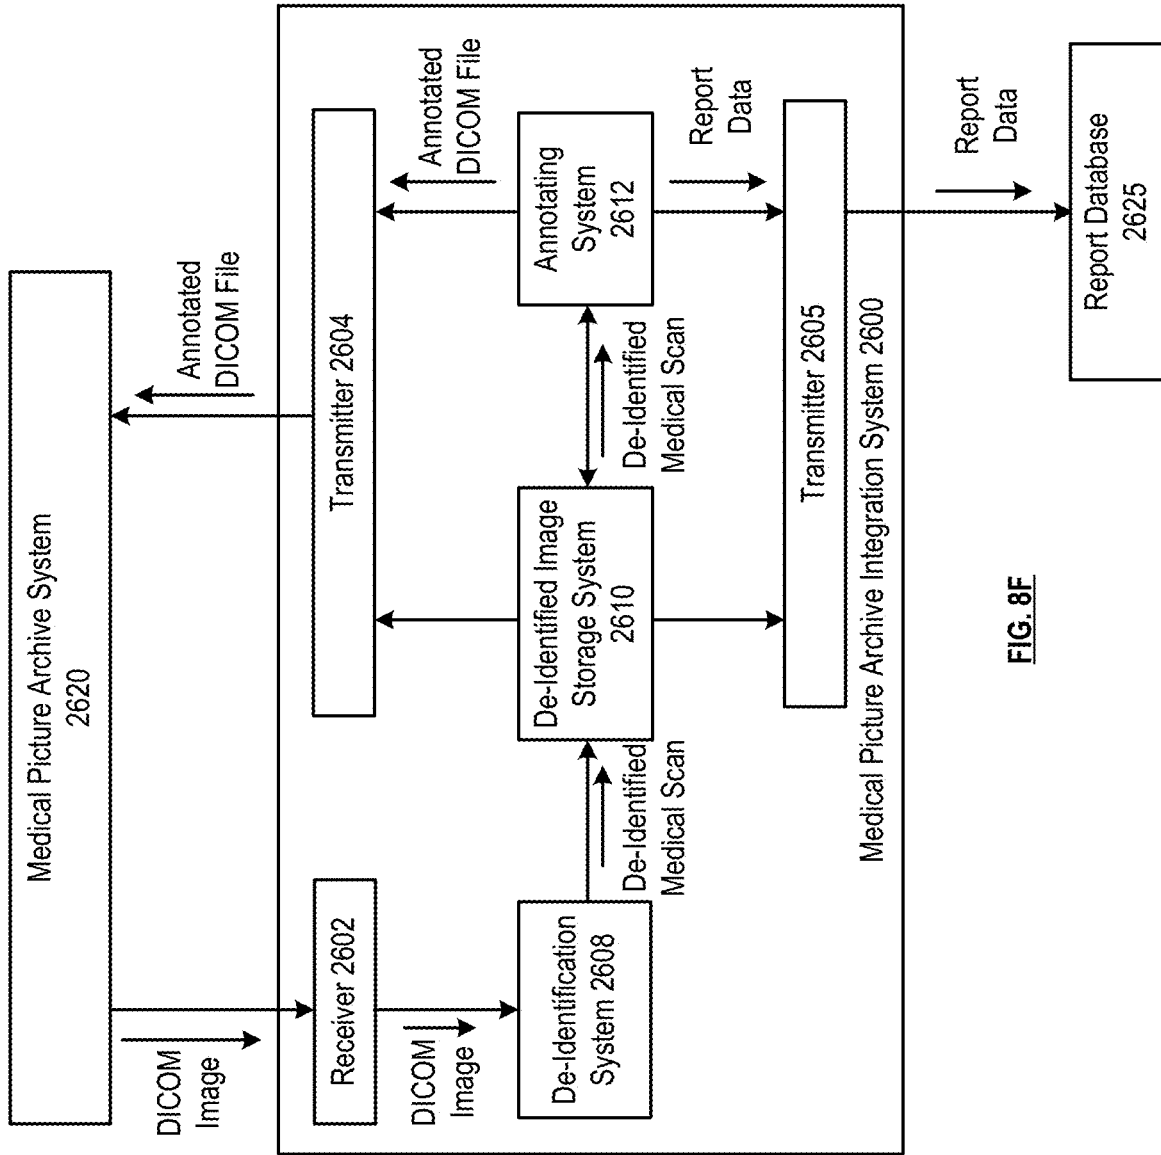 Medical Picture Archive System
2620
DICOM
Image
Annotated
DICOM File
Receiver 2602
Transmitter 2604
DICOM
Image
Annotated
DICOM File
De-Identification
System 2608
De-Identified
Medical Scan
De-Identified Image
Storage System
2610
De-Identified
Medical Scan
Annotating
System
2612
Report
Data
Transmitter 2605
Medical Picture Archive Integration System 2600
Report
Data
Report Database
2625
FIG. 8F